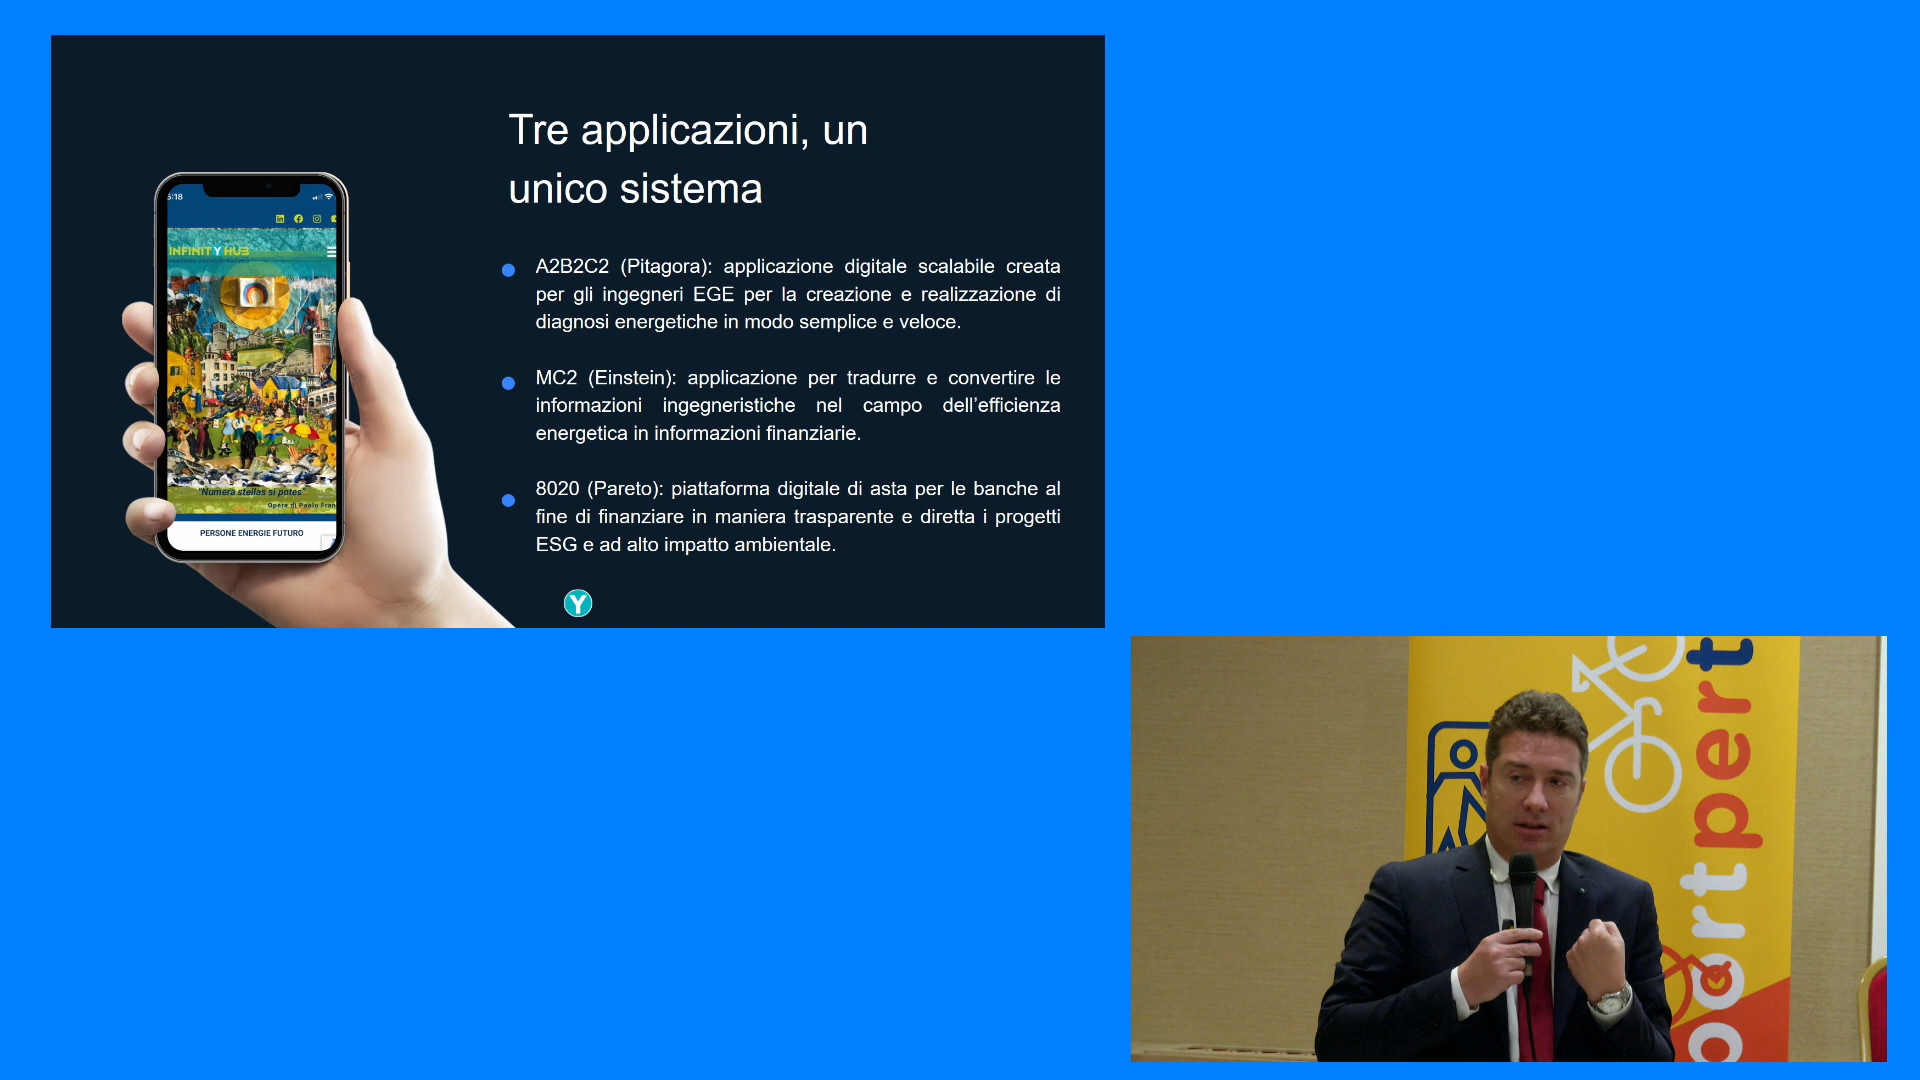 Tre applicazioni, un
unico sistema
A2B2C2 (Pitagora): applicazione digitale scalabile creata
per gli ingegneri EGE per la creazione e realizzazione di
diagnosi energetiche in modo semplice e veloce.
MC2 (Einstein): applicazione per tradurre e convertire le
informazioni ingegneristiche nel campo dell’efficienza
energetica in informazioni finanziarie.
8020 (Pareto): piattaforma digitale di asta per le banche al
fine di finanziare in maniera trasparente e diretta i progetti
ESG e ad alto impatto ambientale.
Y
5:18
INFINITY HUB
"Numera stellas si potes"
Opere di Paolo Fran
PERSONE ENERGIE FUTURO
portpert